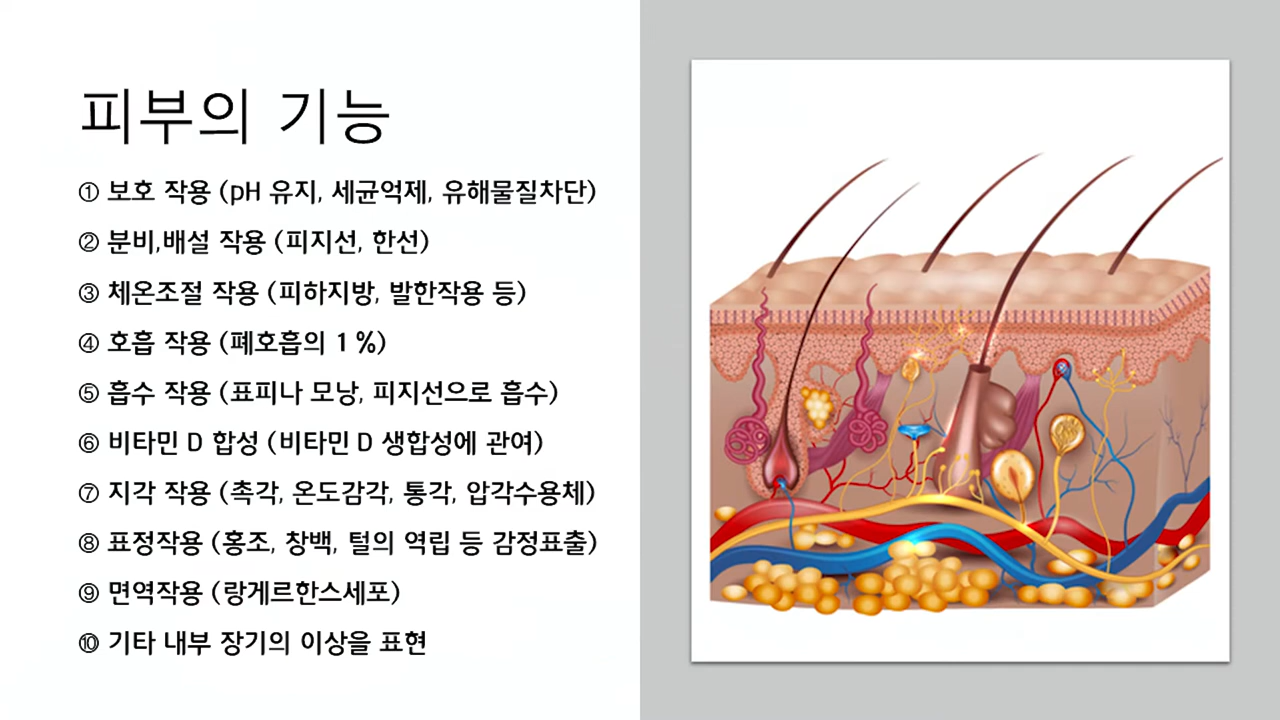 피부의 기능
① 보호 작용 (pH 유지, 세균억제, 유해물질차단)
② 분비,배설 작용 (피지선, 한선)
③ 체온조절 작용 (피하지방, 발한작용 등)
④ 호흡 작용 (폐호흡의 1 %)
⑤ 흡수 작용 (표피나 모낭, 피지선으로 흡수)
⑥ 비타민 D 합성 (비타민 D 생합성에 관여)
⑦ 지각 작용 (촉각, 온도감각, 통각, 압각수용체)
⑧ 표정작용 (홍조, 창백, 털의 역립 등 감정표출)
⑨ 면역작용 (랑게르한스세포)
⑩ 기타 내부 장기의 이상을 표현